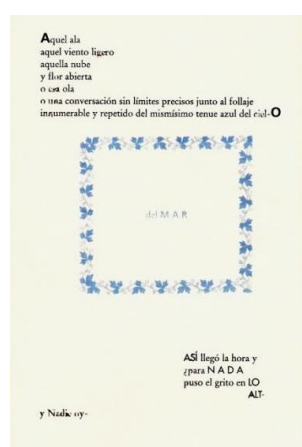 Aquel ala
aquel viento ligero
aquella nube
y flor abierta
o esa ola
o una conversación sin límites precisos junto al follaje
innumerable y repetido del mismísimo tenue azul del ciel-O
del M A R
ASÍ llegó la hora y
¿para N A D A
puso el grito en LO
ALT-
y Nadie oy-